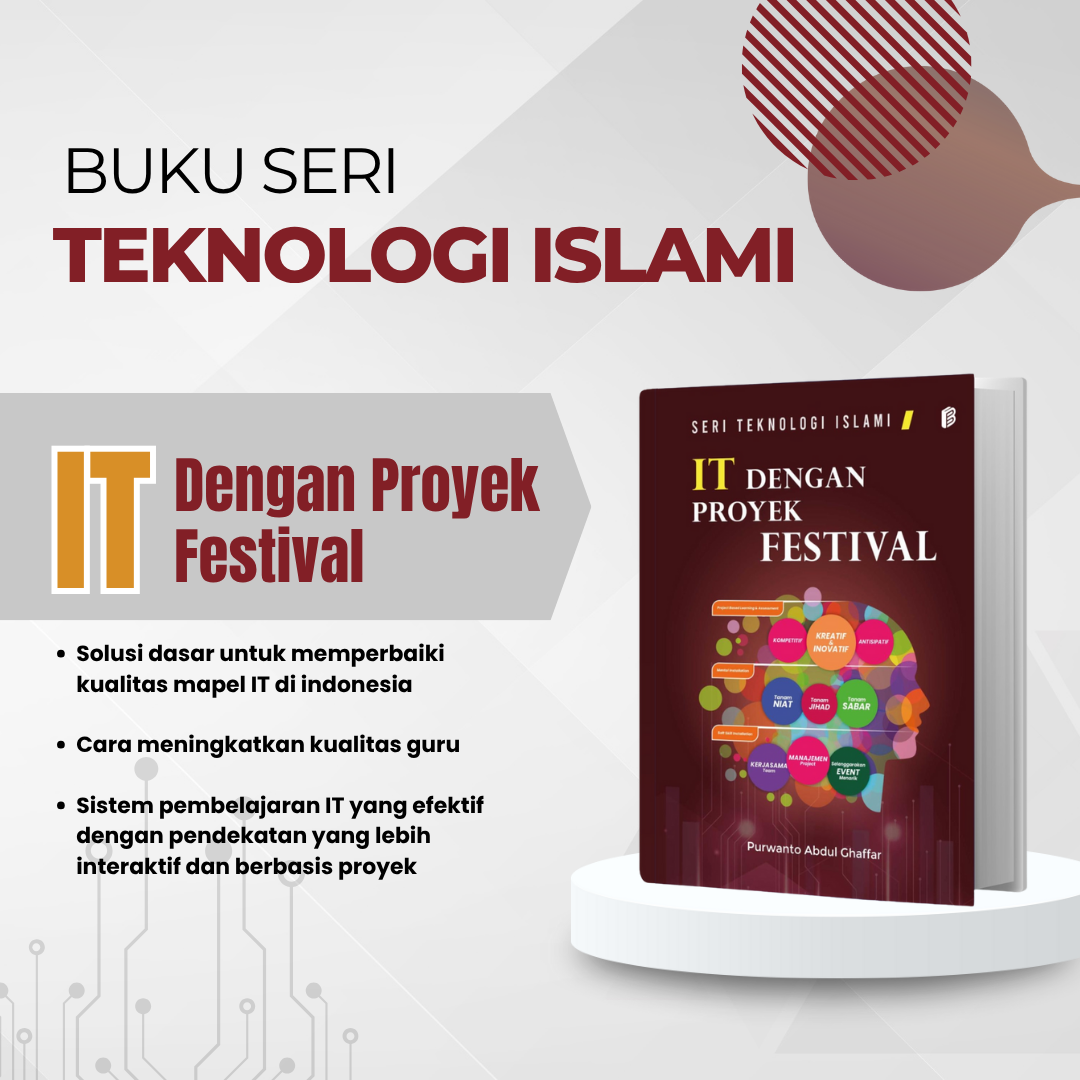 BUKU SERI
TEKNOLOGI ISLAMI
IT Dengan Proyek
Festival
• Solusi dasar untuk memperbaiki
kualitas mapel IT di indonesia
• Cara meningkatkan kualitas guru
• Sistem pembelajaran IT yang efektif
dengan pendekatan yang lebih
interaktif dan berbasis proyek
SERI TEKNOLOGI ISLAMI
IT DENGAN
PROYEK
FESTIVAL
KOMPETITIF
KREATIF
&
INOVATIF
ANTISIPATIF
Tanam
NIAT
Tanam
JIHAD
Tanam
SABAR
KERJASAMA
Team
MANAJEMEN
Project
Selenggarakan
EVENT
Menarik
Purwanto Abdul Ghaffar